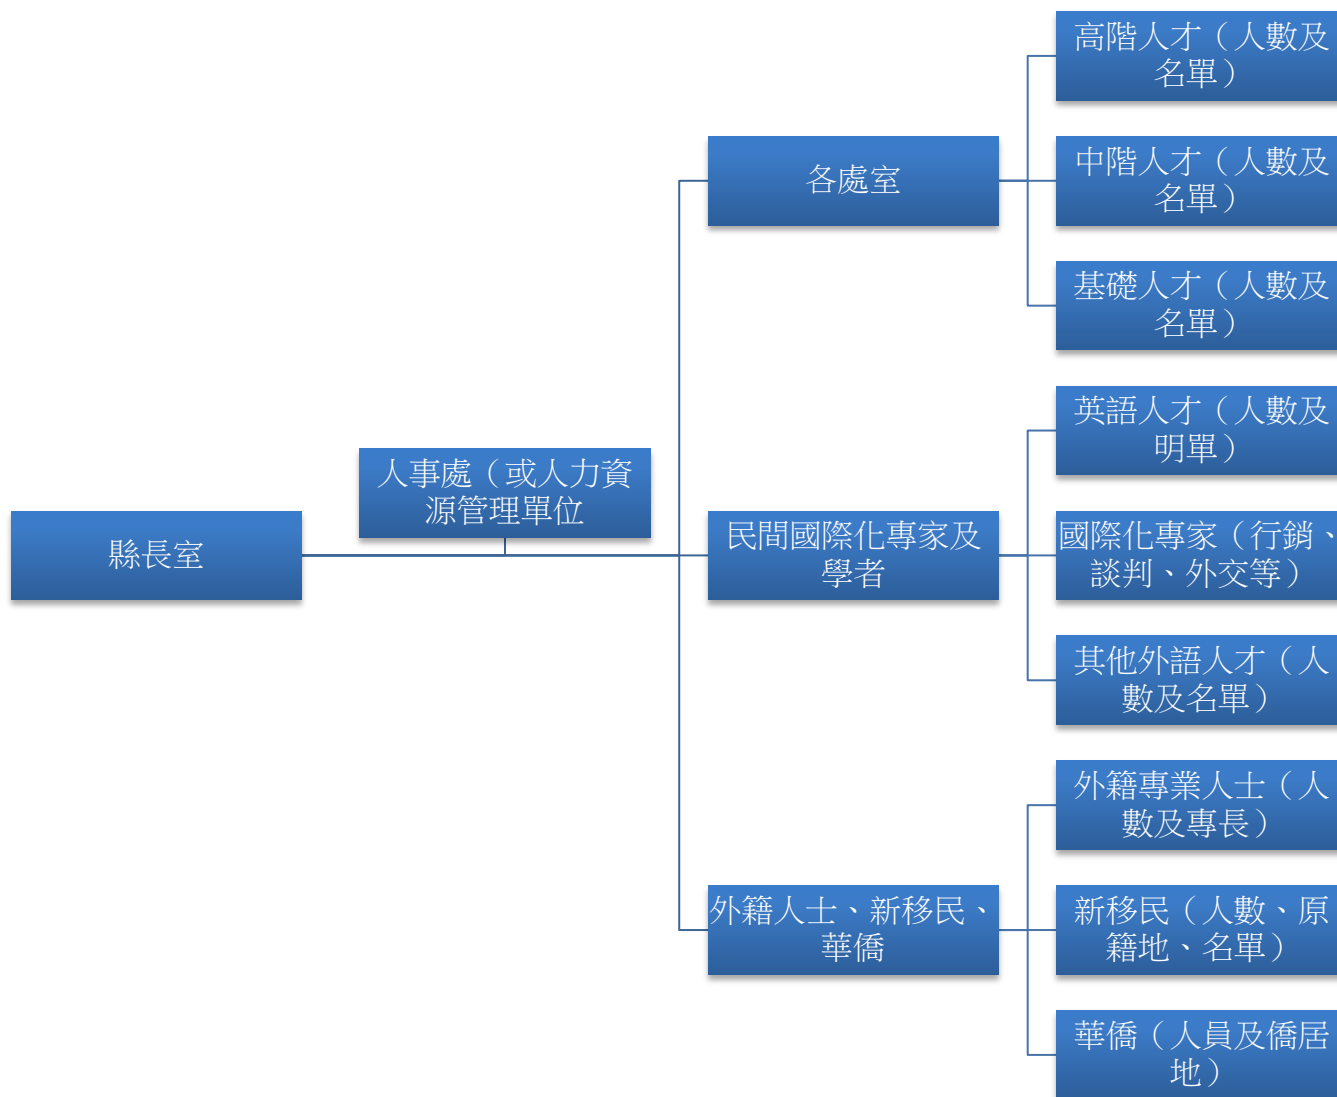 縣長室
人事處（或人力資
源管理單位
各處室
高階人才（人數及
名單）
中階人才（人數及
名單）
基礎人才（人數及
名單）
民間國際化專家及
學者
英語人才（人數及
明單）
國際化專家（行銷、
談判、外交等）
其他外語人才（人
數及名單）
外籍人士、新移民、
華僑
外籍專業人士（人
數及專長）
新移民（人數、原
籍地、名單）
華僑（人員及僑居
地）